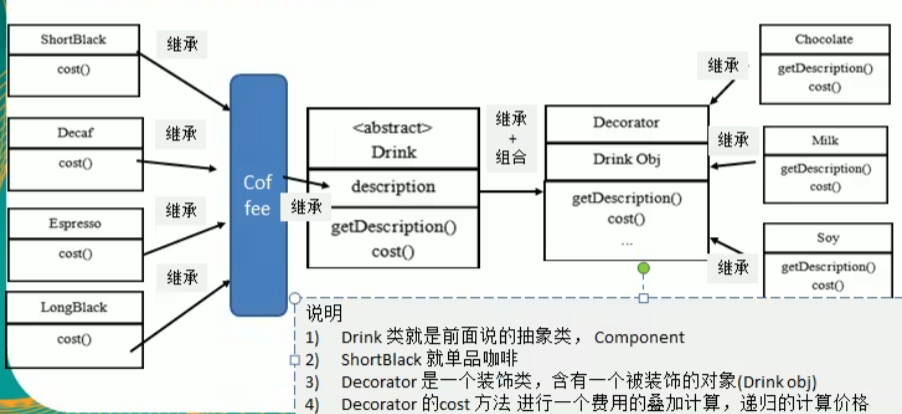 ShortBlack
cost()
继承
Decaf
cost()
继承
Espresso
cost()
继承
LongBlack
cost()
继承
Cof
fee
继承
<abstract>
Drink
description
getDescription()
cost()
继承
+
组合
Decorator
Drink Obj
getDescription()
cost()
...
继承
Chocolate
getDescription()
cost()
继承
Milk
getDescription()
cost()
继承
Soy
getDescription()
cost()
说明
1) Drink 类就是前面说的抽象类， Component
2) ShortBlack 就单品咖啡
3) Decorator 是一个装饰类，含有一个被装饰的对象(Drink obj)
4) Decorator 的cost 方法 进行一个费用的叠加计算，递归的计算价格